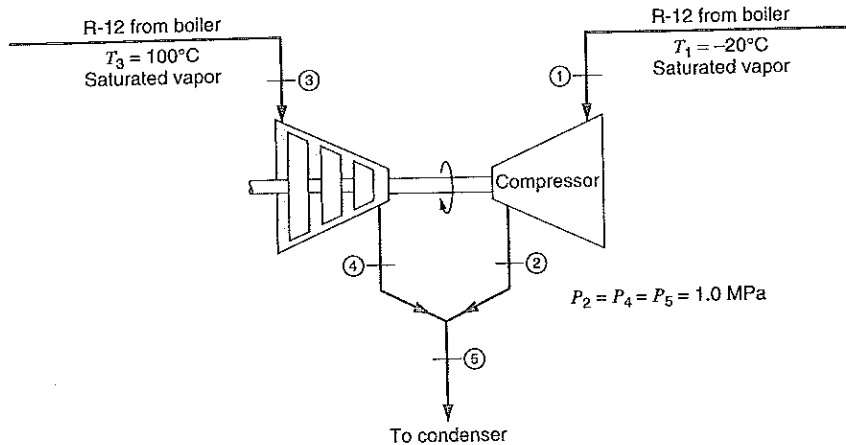 R-12 from boiler
T3 = 100°C
Saturated vapor
③
R-12 from boiler
T1 = –20°C
Saturated vapor
①
Compressor
④
②
P2 = P4 = P5 = 1.0 MPa
⑤
To condenser